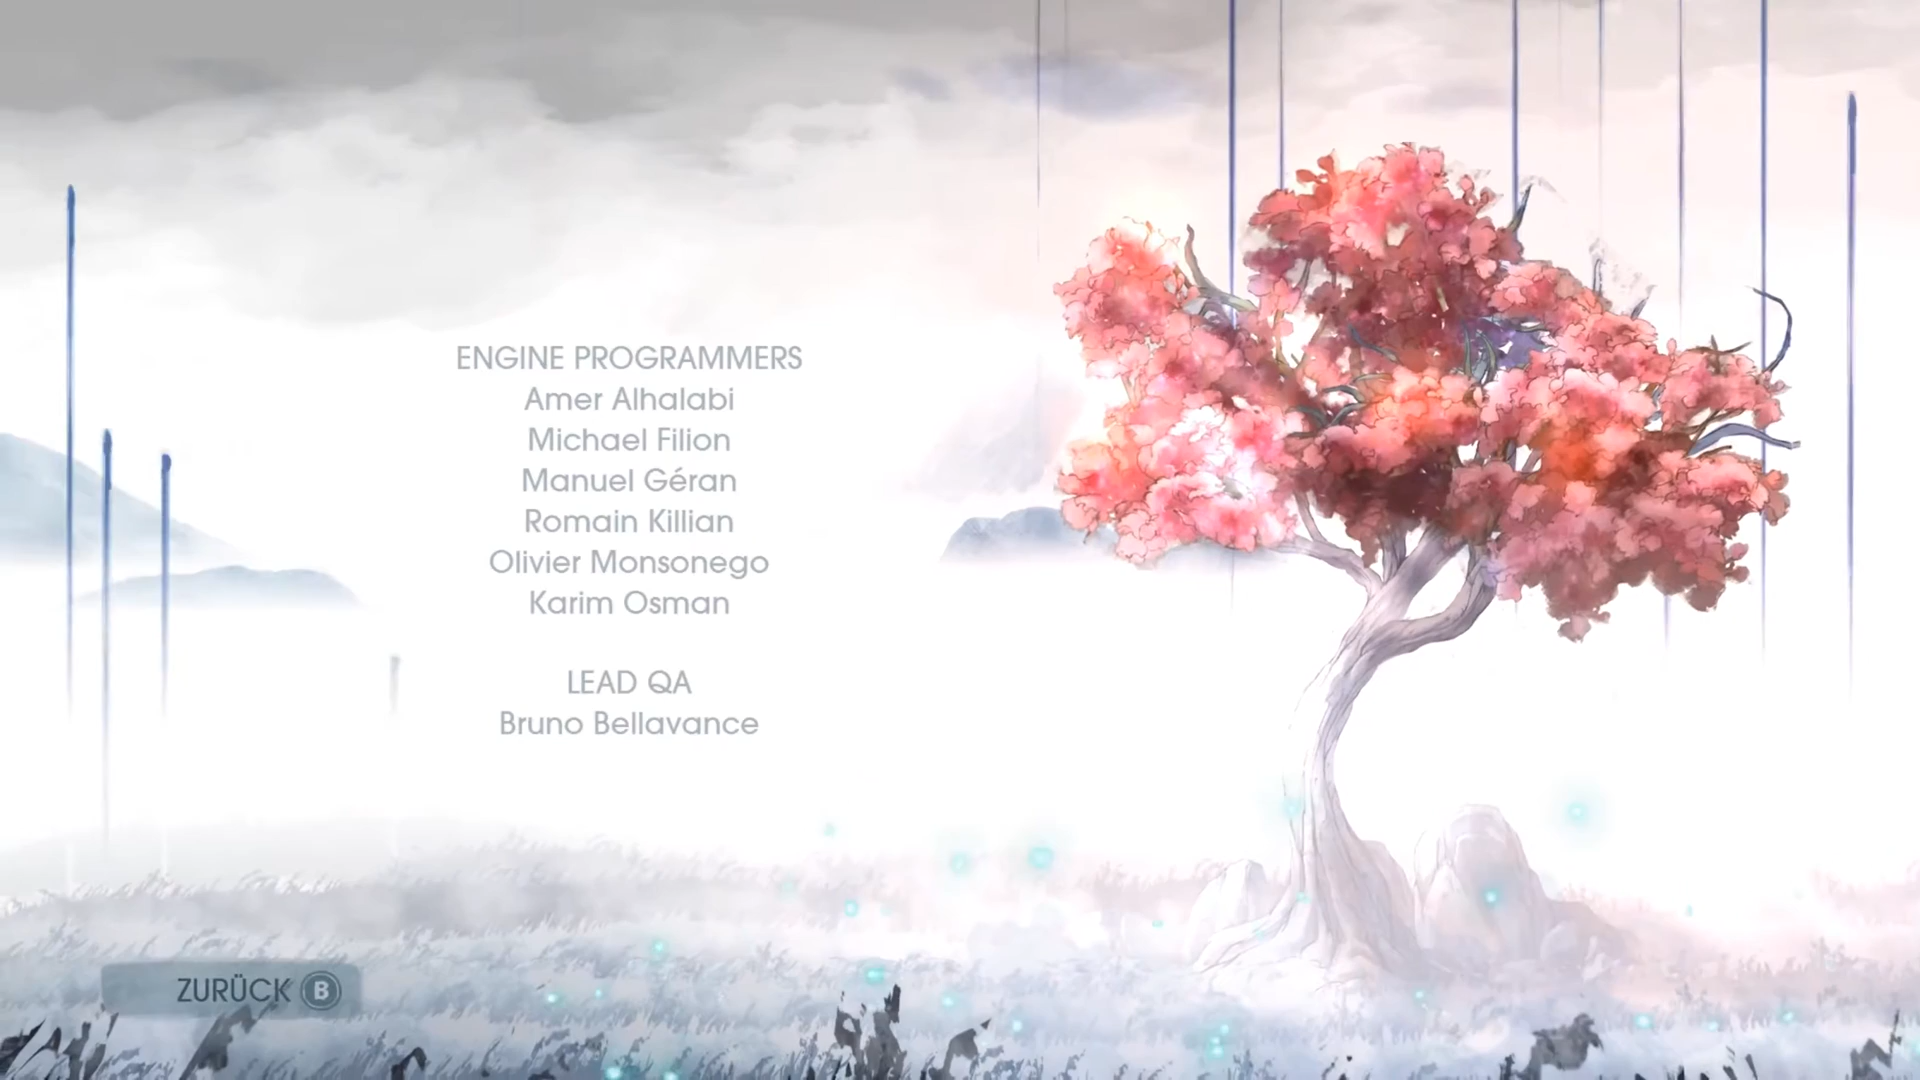 ENGINE PROGRAMMERS
Amer Alhalabi
Michael Filion
Manuel Géran
Romain Killian
Olivier Monsonego
Karim Osman
LEAD QA
Bruno Bellavance
ZURÜCK B